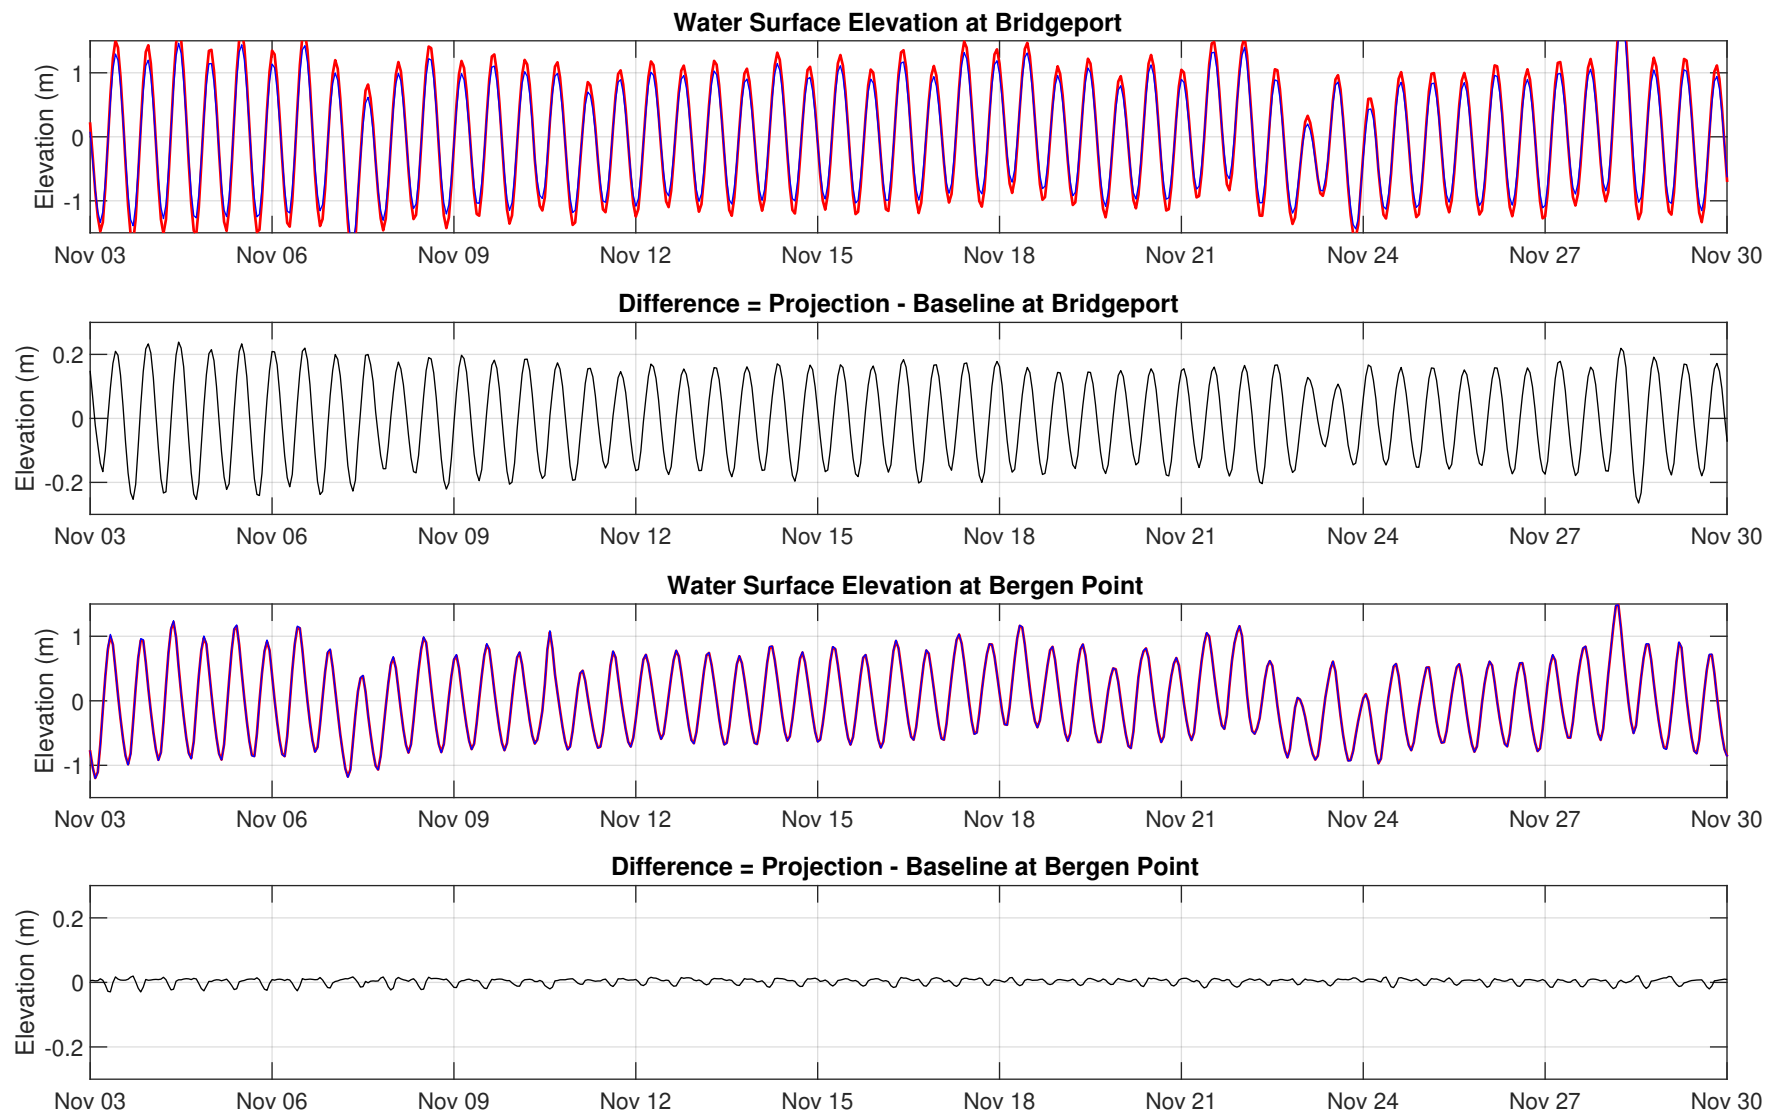 Water Surface Elevation at Bridgeport
Elevation (m)
1
0
-1
Nov 03 Nov 06 Nov 09 Nov 12 Nov 15 Nov 18 Nov 21 Nov 24 Nov 27 Nov 30
Difference = Projection - Baseline at Bridgeport
Elevation (m)
0.2
0
-0.2
Nov 03 Nov 06 Nov 09 Nov 12 Nov 15 Nov 18 Nov 21 Nov 24 Nov 27 Nov 30
Water Surface Elevation at Bergen Point
Elevation (m)
1
0
-1
Nov 03 Nov 06 Nov 09 Nov 12 Nov 15 Nov 18 Nov 21 Nov 24 Nov 27 Nov 30
Difference = Projection - Baseline at Bergen Point
Elevation (m)
0.2
0
-0.2
Nov 03 Nov 06 Nov 09 Nov 12 Nov 15 Nov 18 Nov 21 Nov 24 Nov 27 Nov 30